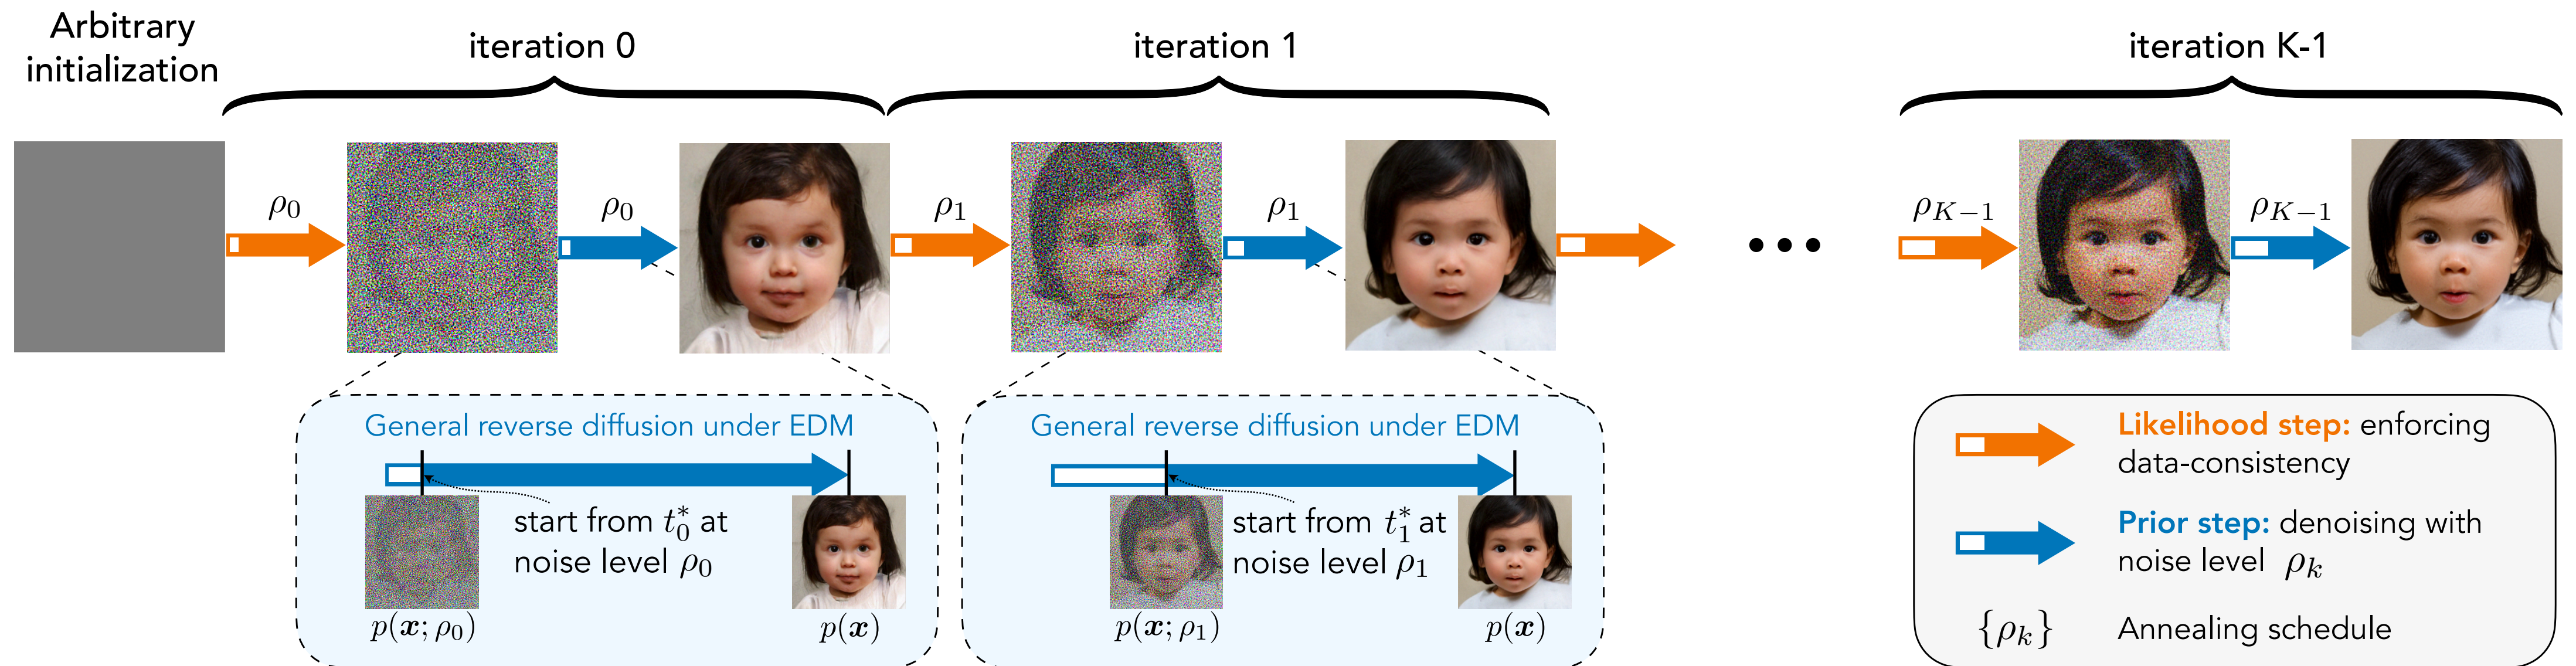 Arbitrary
initialization
iteration 0
iteration 1
iteration K-1
ρ₀
ρ₀
ρ₁
ρ₁
•••
ρ_{K−1}
ρ_{K−1}
General reverse diffusion under EDM
start from t₀* at
noise level ρ₀
p(x; ρ₀)
p(x)
General reverse diffusion under EDM
start from t₁* at
noise level ρ₁
p(x; ρ₁)
p(x)
Likelihood step: enforcing
data-consistency
Prior step: denoising with
noise level ρₖ
{ρₖ} Annealing schedule